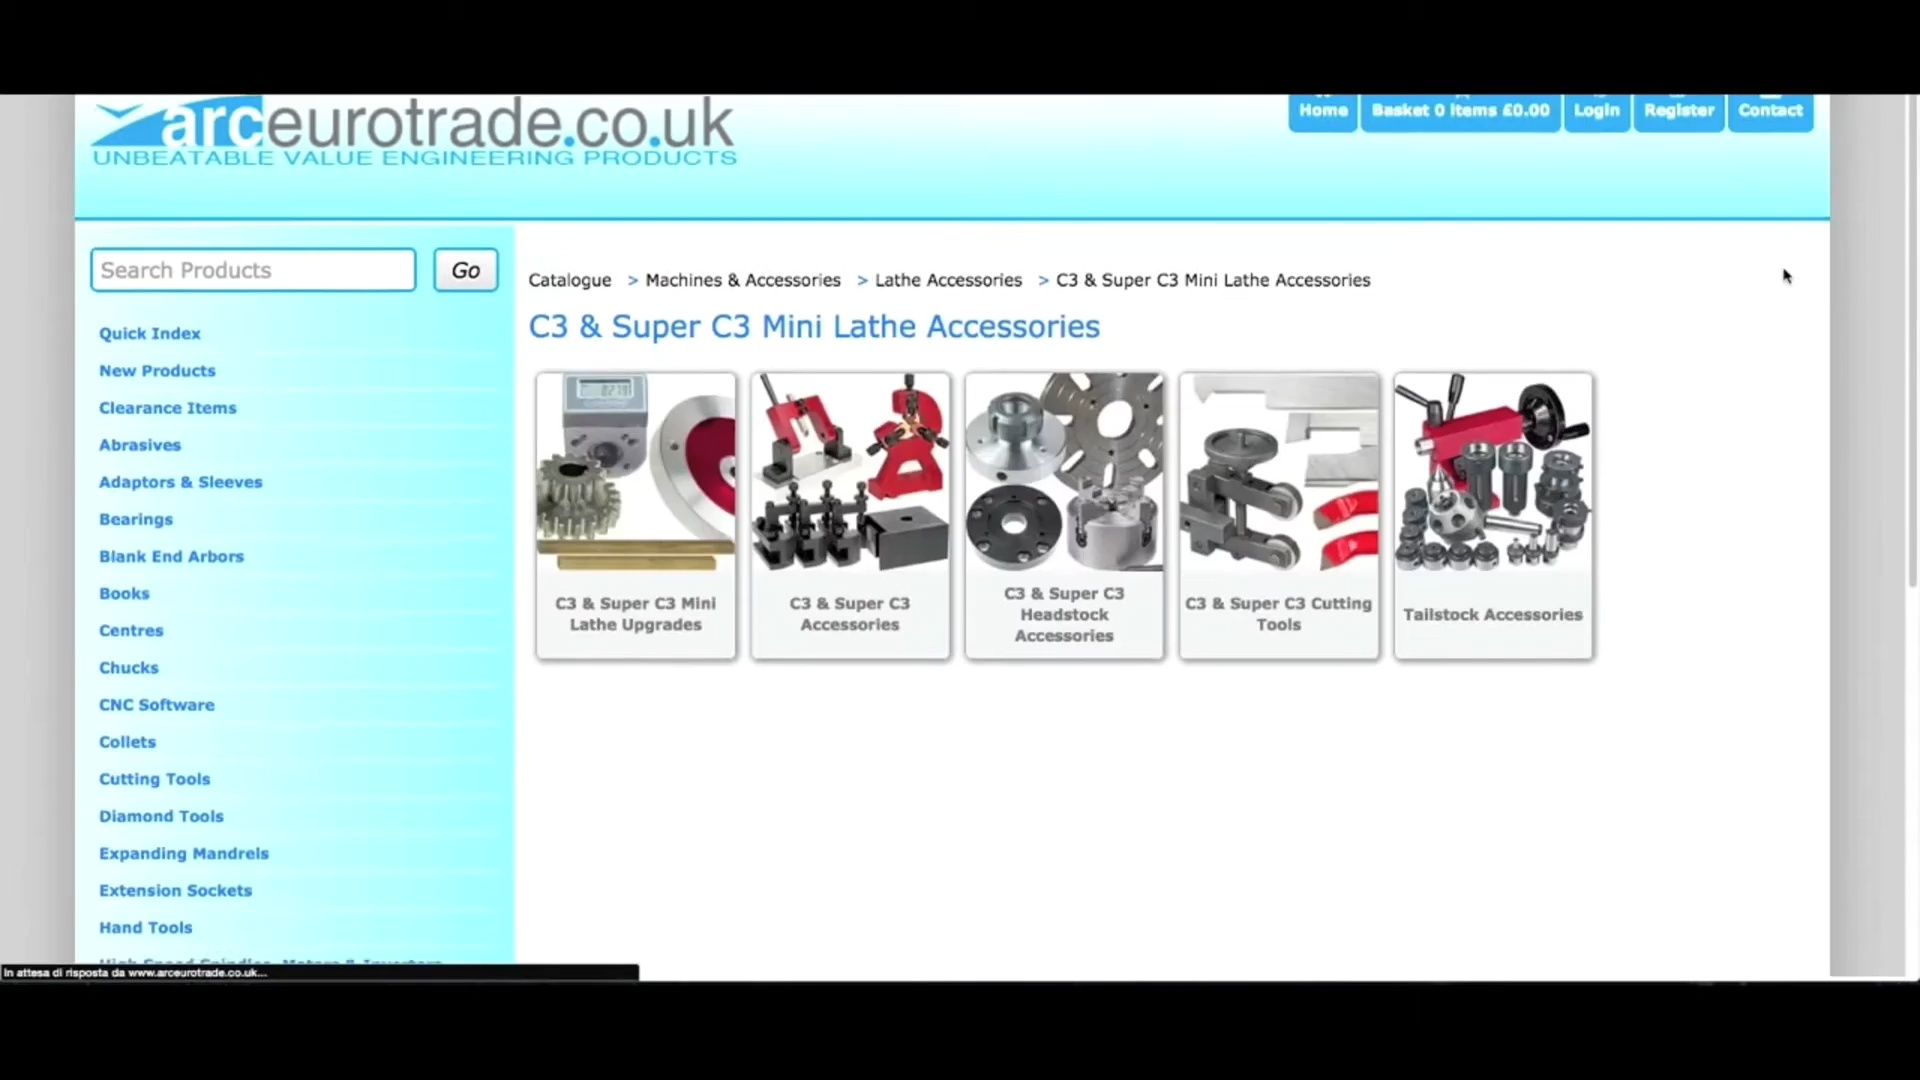 arceurotrade.co.uk
UNBEATABLE VALUE ENGINEERING PRODUCTS
Home
Basket 0 Items £0.00
Login
Register
Contact
Search Products
Go
Catalogue > Machines & Accessories > Lathe Accessories > C3 & Super C3 Mini Lathe Accessories
C3 & Super C3 Mini Lathe Accessories
Quick Index
New Products
Clearance Items
Abrasives
Adaptors & Sleeves
Bearings
Blank End Arbors
Books
Centres
Chucks
CNC Software
Collets
Cutting Tools
Diamond Tools
Expanding Mandrels
Extension Sockets
Hand Tools
High Speed Spindles, Motors & Inverters
C3 & Super C3 Mini
Lathe Upgrades
C3 & Super C3
Accessories
C3 & Super C3
Headstock
Accessories
C3 & Super C3 Cutting
Tools
Tailstock Accessories
In attesa di risposta da www.arceurotrade.co.uk...